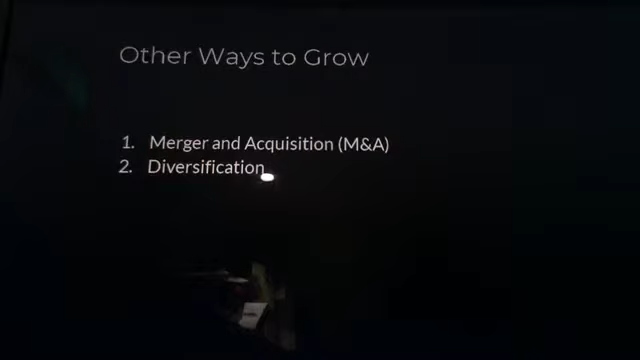 Other Ways to Grow
1. Merger and Acquisition (M&A)
2. Diversification